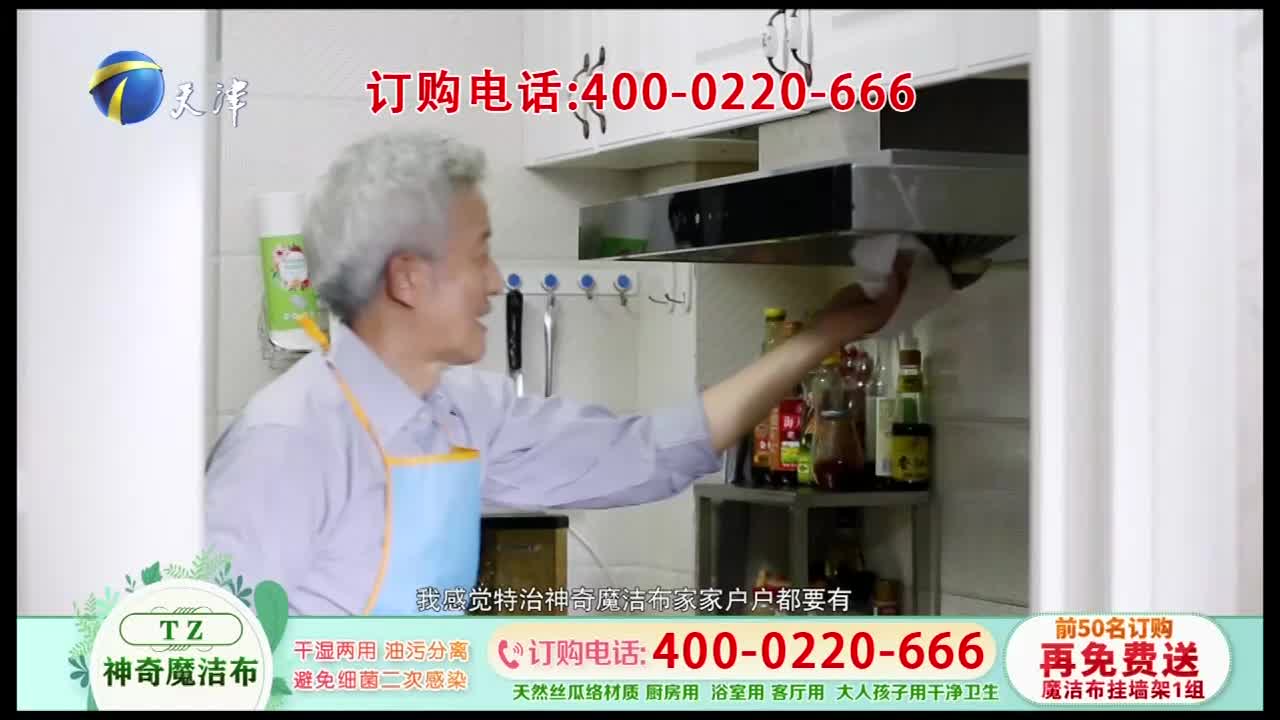 天津
订购电话:400-0220-666
我感觉特治神奇魔洁布家家户户都要有
TZ
神奇魔洁布
干湿两用 油污分离
避免细菌二次感染
订购电话:400-0220-666
天然丝瓜络材质 厨房用 浴室用 客厅用 大人孩子用干净卫生
前50名订购
再免费送
魔洁布挂墙架1组